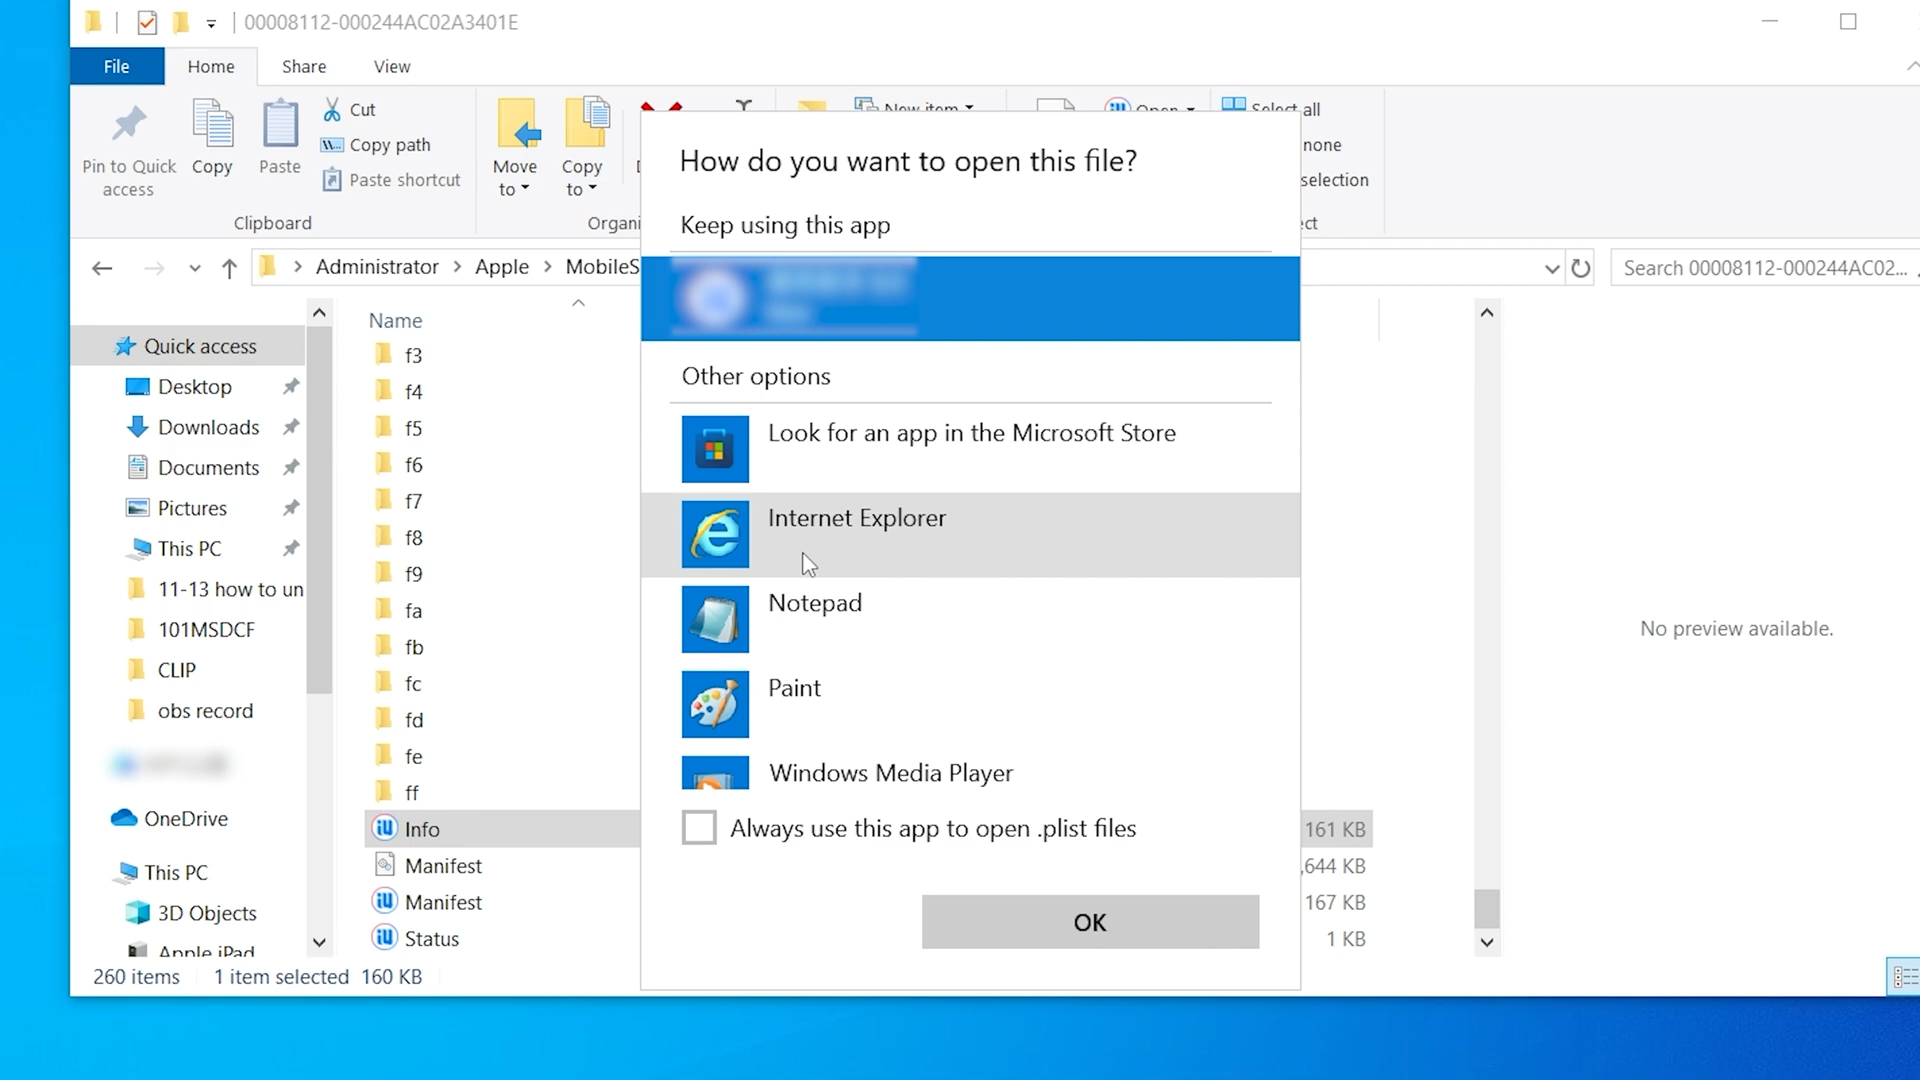 00008112-000244AC02A3401E
File
Home
Share
View
Pin to Quick
access
Copy
Paste
Cut
Copy path
Paste shortcut
Clipboard
Move
to
Copy
to
Organi
New item
Open
Select all
none
selection
ct
Administrator
Apple
MobileS
Search 00008112-000244AC02...
Quick access
Desktop
Downloads
Documents
Pictures
This PC
11-13 how to un
101MSDCF
CLIP
obs record
OneDrive
This PC
3D Objects
Apple iPad
Name
f3
f4
f5
f6
f7
f8
f9
fa
fb
fc
fd
fe
ff
Info
Manifest
Manifest
Status
How do you want to open this file?
Keep using this app
Other options
Look for an app in the Microsoft Store
Internet Explorer
Notepad
Paint
Windows Media Player
Always use this app to open .plist files
OK
161 KB
,644 KB
167 KB
1 KB
No preview available.
260 items
1 item selected
160 KB